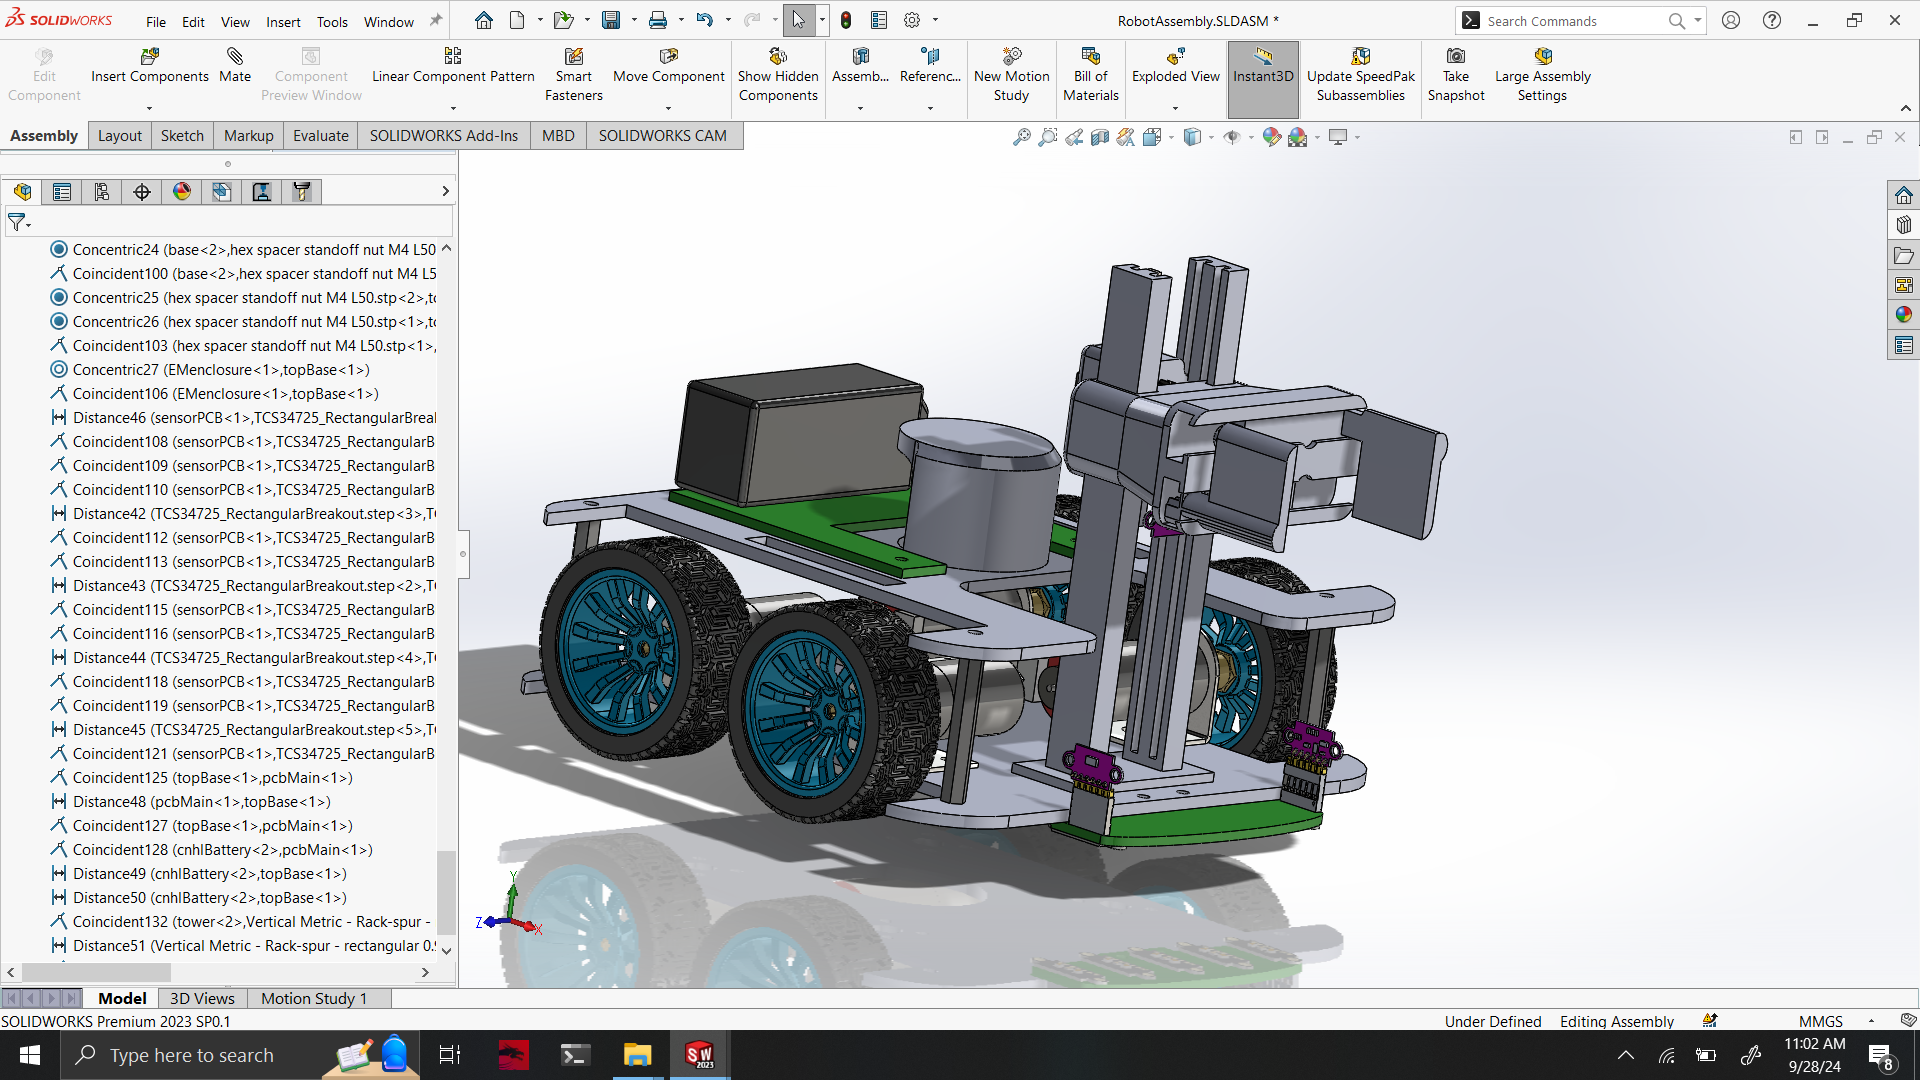 SOLIDWORKS
File Edit View Insert Tools Window
RobotAssembly.SLDASM *
Search Commands
Edit Component
Insert Components
Mate
Component Preview Window
Linear Component Pattern
Smart Fasteners
Move Component
Show Hidden Components
Assemb...
Referenc...
New Motion Study
Bill of Materials
Exploded View
Instant3D
Update SpeedPak Subassemblies
Take Snapshot
Large Assembly Settings
Assembly Layout Sketch Markup Evaluate SOLIDWORKS Add-Ins MBD SOLIDWORKS CAM
Concentric24 (base<2>,hex spacer standoff nut M4 L50
Coincident100 (base<2>,hex spacer standoff nut M4 L5
Concentric25 (hex spacer standoff nut M4 L50.stp<2>,to
Concentric26 (hex spacer standoff nut M4 L50.stp<1>,to
Coincident103 (hex spacer standoff nut M4 L50.stp<1>,
Concentric27 (EMenclosure<1>,topBase<1>)
Coincident106 (EMenclosure<1>,topBase<1>)
Distance46 (sensorPCB<1>,TCS34725_RectangularBreal
Coincident108 (sensorPCB<1>,TCS34725_RectangularB
Coincident109 (sensorPCB<1>,TCS34725_RectangularB
Coincident110 (sensorPCB<1>,TCS34725_RectangularB
Distance42 (TCS34725_RectangularBreakout.step<3>,T(
Coincident112 (sensorPCB<1>,TCS34725_RectangularB
Coincident113 (sensorPCB<1>,TCS34725_RectangularB
Distance43 (TCS34725_RectangularBreakout.step<2>,T(
Coincident115 (sensorPCB<1>,TCS34725_RectangularB
Coincident116 (sensorPCB<1>,TCS34725_RectangularB
Distance44 (TCS34725_RectangularBreakout.step<4>,T(
Coincident118 (sensorPCB<1>,TCS34725_RectangularB
Coincident119 (sensorPCB<1>,TCS34725_RectangularB
Distance45 (TCS34725_RectangularBreakout.step<5>,T(
Coincident121 (sensorPCB<1>,TCS34725_RectangularB
Coincident125 (topBase<1>,pcbMain<1>)
Distance48 (pcbMain<1>,topBase<1>)
Coincident127 (topBase<1>,pcbMain<1>)
Coincident128 (cnhlBattery<2>,pcbMain<1>)
Distance49 (cnhlBattery<2>,topBase<1>)
Distance50 (cnhlBattery<2>,topBase<1>)
Coincident132 (tower<2>,Vertical Metric - Rack-spur -
Distance51 (Vertical Metric - Rack-spur - rectangular 0.9
Y
Z
X
Model 3D Views Motion Study 1
SOLIDWORKS Premium 2023 SP0.1
Under Defined Editing Assembly MMGS
Type here to search
SW 2023
11:02 AM
9/28/24
8